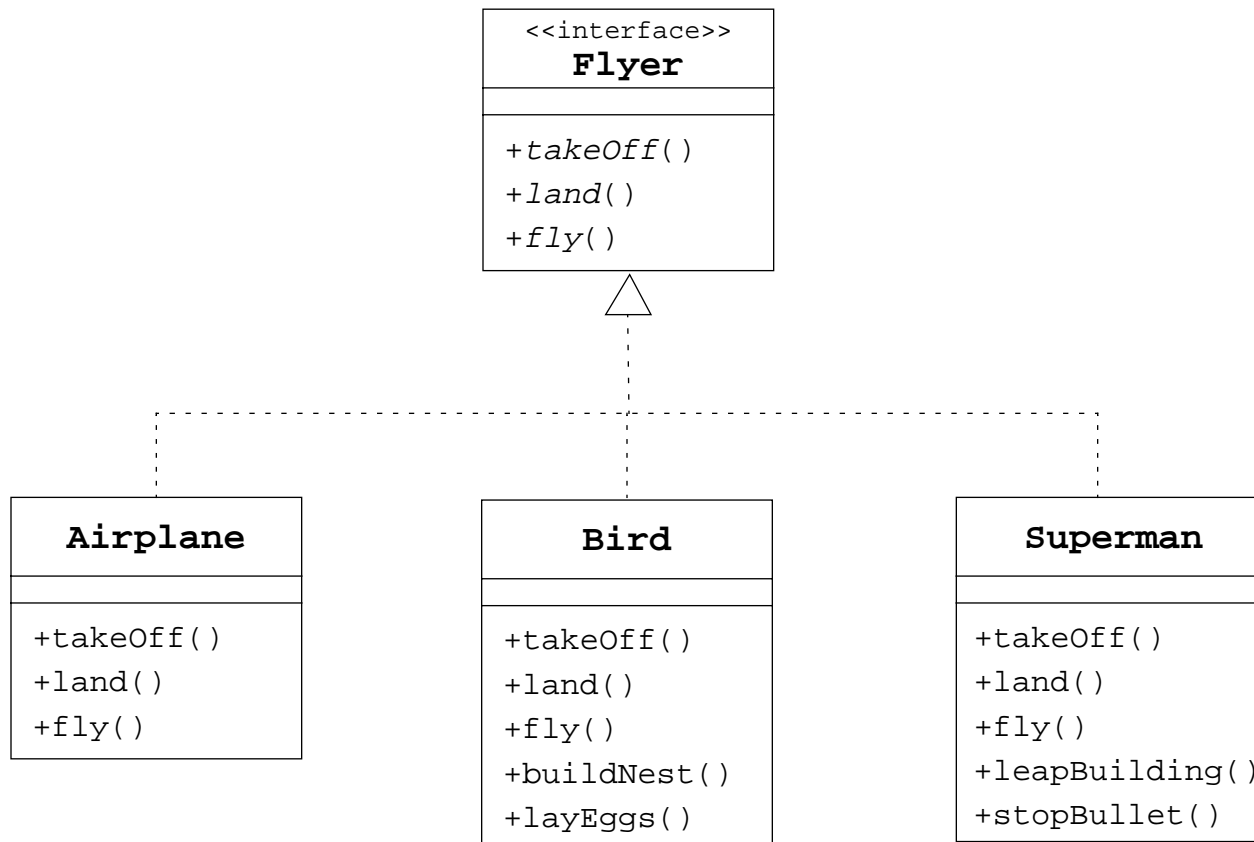 <<interface>>
Flyer
+takeOff()
+land()
+fly()
Airplane
+takeOff()
+land()
+fly()
Bird
+takeOff()
+land()
+fly()
+buildNest()
+layEggs()
Superman
+takeOff()
+land()
+fly()
+leapBuilding()
+stopBullet()